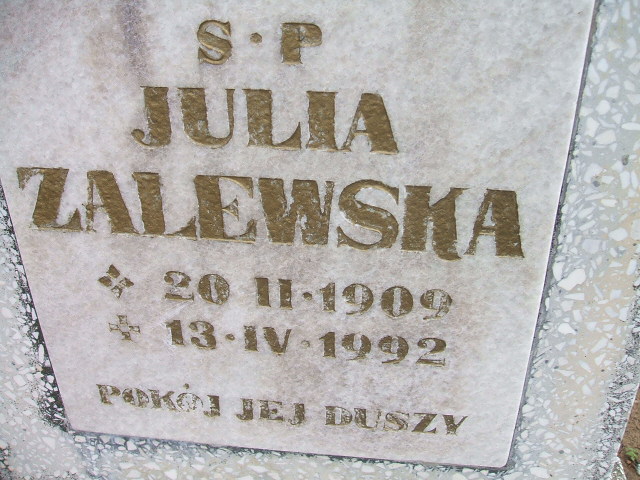 S·P
JULIA
ZALEWSKA
20 II·1909
13·IV·1992
POKÓJ JEJ DUSZY